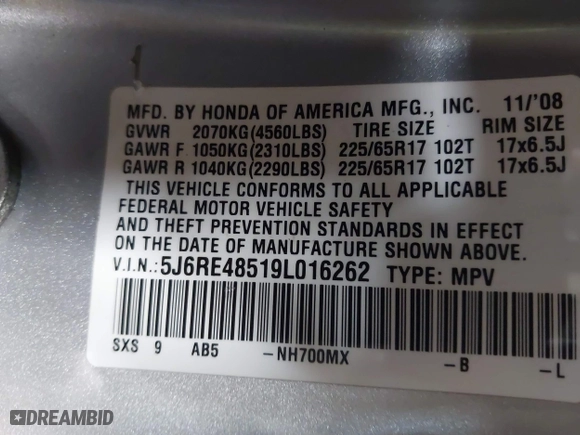 MFD. BY HONDA OF AMERICA MFG., INC. 11/'08
GVWR 2070KG(4560LBS) TIRE SIZE RIM SIZE
GAWR F 1050KG(2310LBS) 225/65R17 102T 17x6.5J
GAWR R 1040KG(2290LBS) 225/65R17 102T 17x6.5J
THIS VEHICLE CONFORMS TO ALL APPLICABLE
FEDERAL MOTOR VEHICLE SAFETY
AND THEFT PREVENTION STANDARDS IN EFFECT
ON THE DATE OF MANUFACTURE SHOWN ABOVE.
V.I.N.:5J6RE48519L016262 TYPE: MPV
SXS 9 AB5 -NH700MX -B -L
DREAMBID